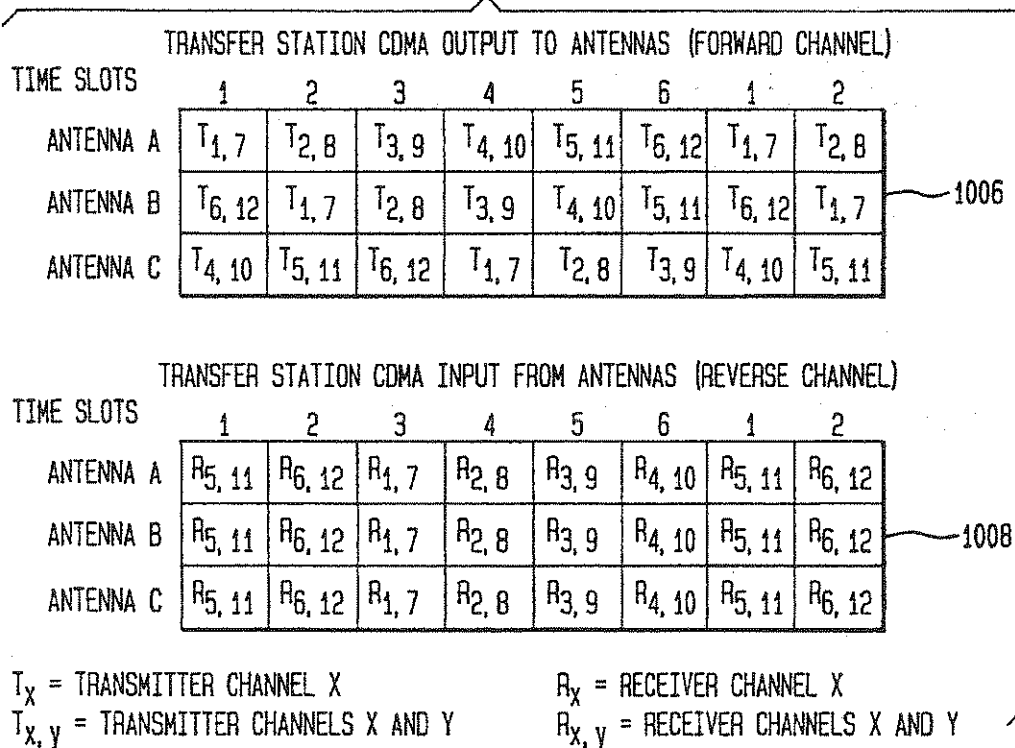 TRANSFER STATION CDMA OUTPUT TO ANTENNAS (FORWARD CHANNEL)
TIME SLOTS
1 2 3 4 5 6 1 2
ANTENNA A T1, 7 T2, 8 T3, 9 T4, 10 T5, 11 T6, 12 T1, 7 T2, 8
ANTENNA B T6, 12 T1, 7 T2, 8 T3, 9 T4, 10 T5, 11 T6, 12 T1, 7 1006
ANTENNA C T4, 10 T5, 11 T6, 12 T1, 7 T2, 8 T3, 9 T4, 10 T5, 11
TRANSFER STATION CDMA INPUT FROM ANTENNAS (REVERSE CHANNEL)
TIME SLOTS
1 2 3 4 5 6 1 2
ANTENNA A R5, 11 R6, 12 R1, 7 R2, 8 R3, 9 R4, 10 R5, 11 R6, 12
ANTENNA B R5, 11 R6, 12 R1, 7 R2, 8 R3, 9 R4, 10 R5, 11 R6, 12 1008
ANTENNA C R5, 11 R6, 12 R1, 7 R2, 8 R3, 9 R4, 10 R5, 11 R6, 12
TX = TRANSMITTER CHANNEL X RX = RECEIVER CHANNEL X
TX, Y = TRANSMITTER CHANNELS X AND Y RX, Y = RECEIVER CHANNELS X AND Y